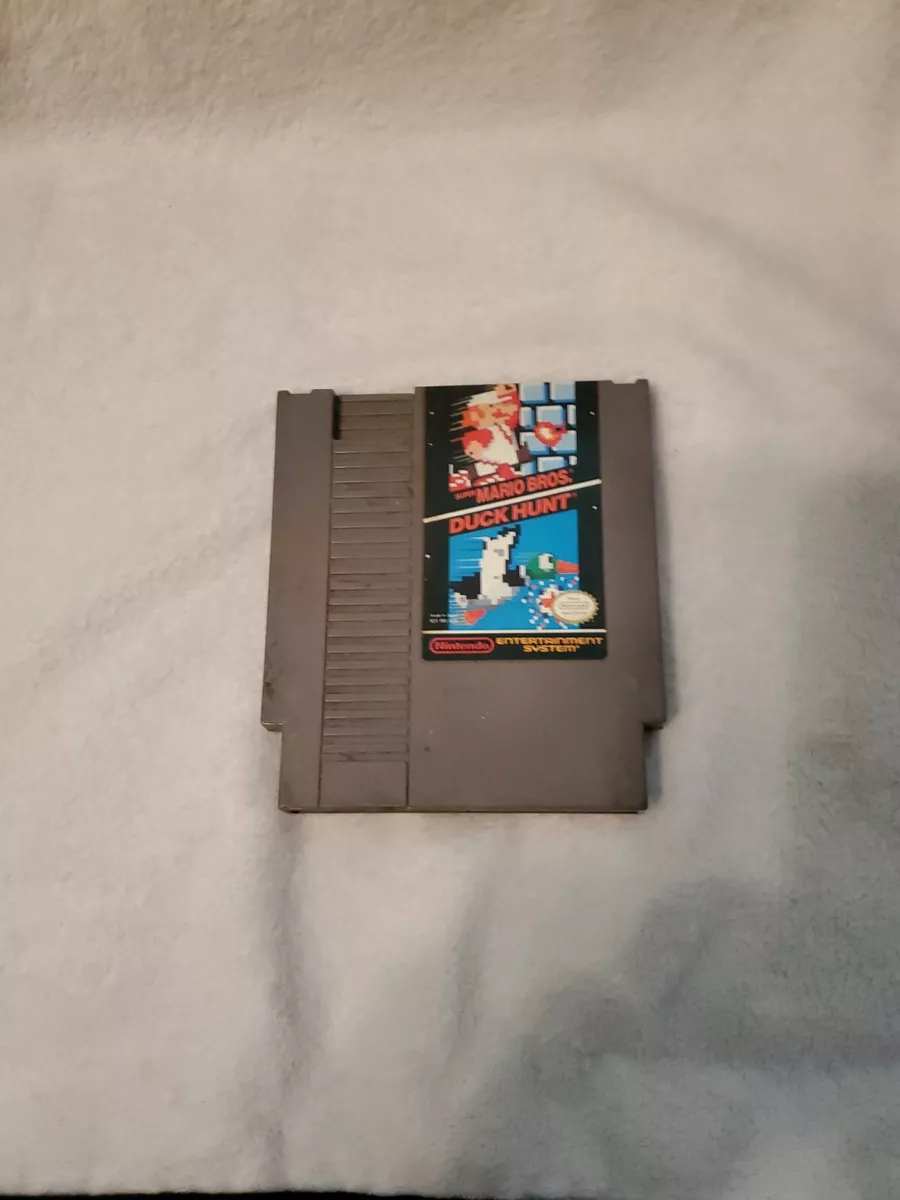 SUPER MARIO BROS.
DUCK HUNT
Nintendo
ENTERTAINMENT
SYSTEM